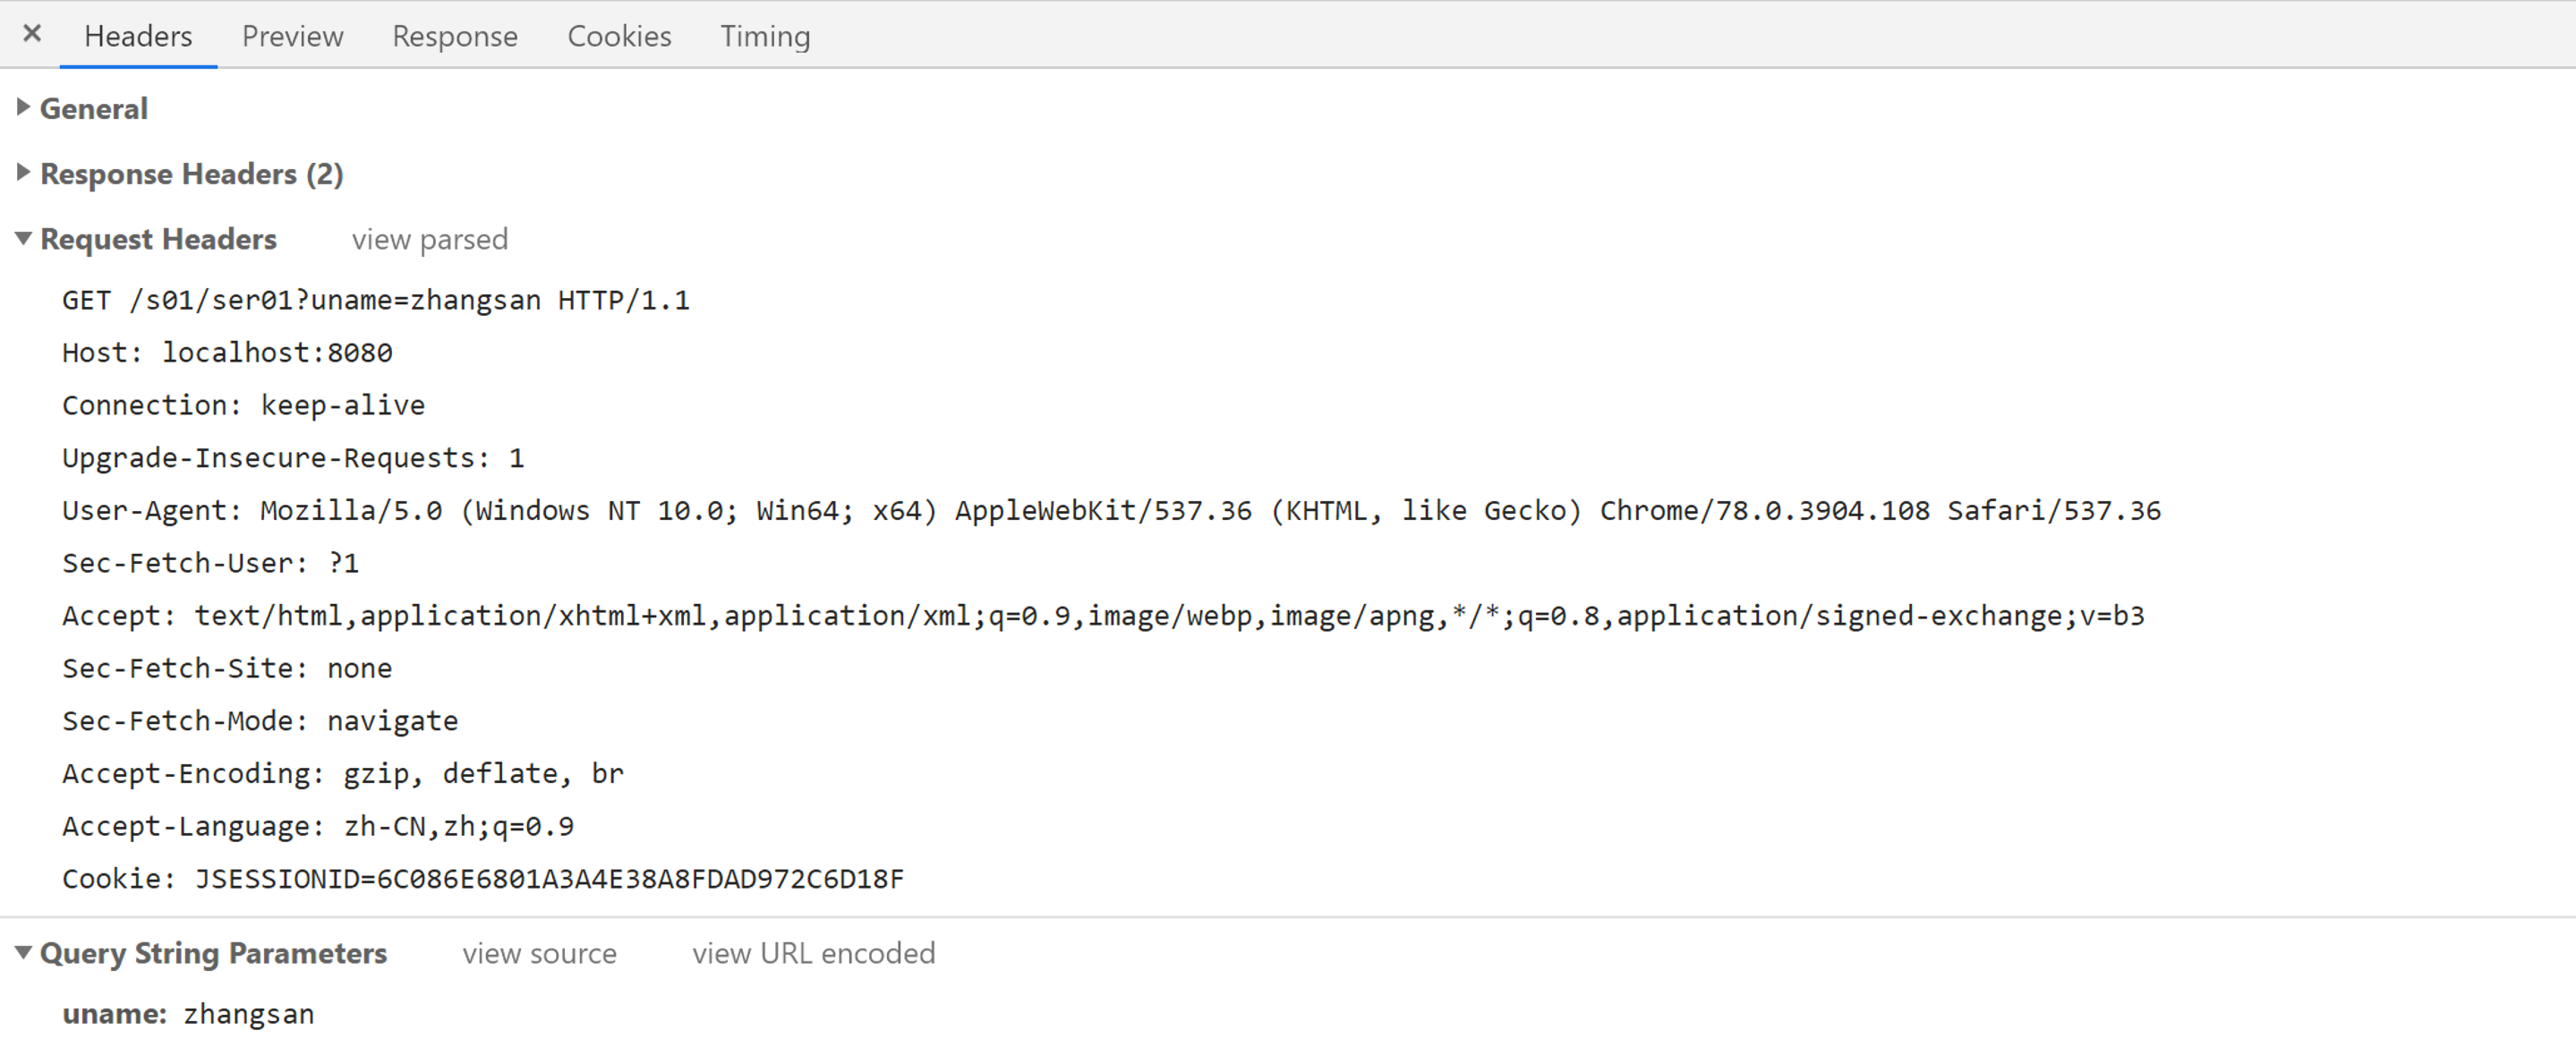 × Headers Preview Response Cookies Timing
General
Response Headers (2)
Request Headers view parsed
GET /s01/ser01?uname=zhangsan HTTP/1.1
Host: localhost:8080
Connection: keep-alive
Upgrade-Insecure-Requests: 1
User-Agent: Mozilla/5.0 (Windows NT 10.0; Win64; x64) AppleWebKit/537.36 (KHTML, like Gecko) Chrome/78.0.3904.108 Safari/537.36
Sec-Fetch-User: ?1
Accept: text/html,application/xhtml+xml,application/xml;q=0.9,image/webp,image/apng,*/*;q=0.8,application/signed-exchange;v=b3
Sec-Fetch-Site: none
Sec-Fetch-Mode: navigate
Accept-Encoding: gzip, deflate, br
Accept-Language: zh-CN,zh;q=0.9
Cookie: JSESSIONID=6C086E6801A3A4E38A8FDAD972C6D18F
Query String Parameters view source view URL encoded
uname: zhangsan